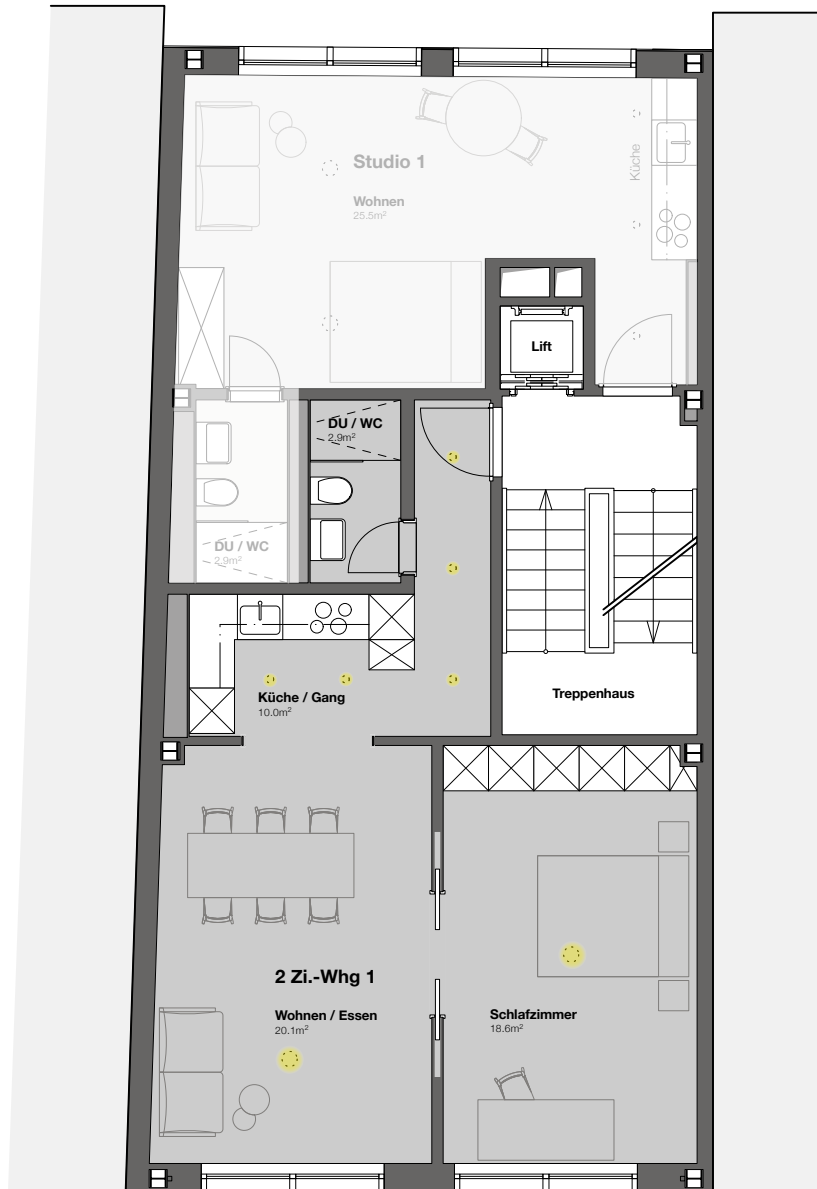 Studio 1
Wohnen
25.5m²
Küche
Lift
DU / WC
2.9m²
DU / WC
2.9m²
Küche / Gang
10.0m²
Treppenhaus
2 Zi.-Whg 1
Wohnen / Essen
20.1m²
Schlafzimmer
18.6m²